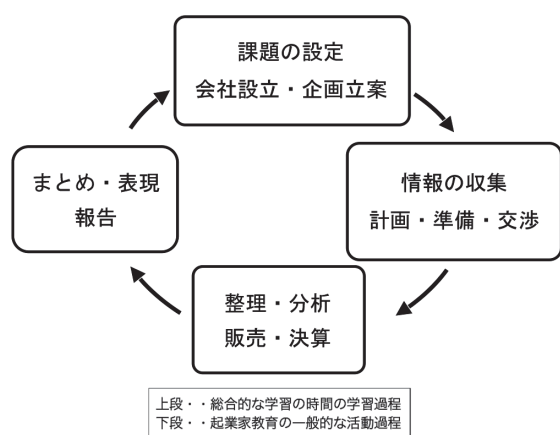 課題の設定
会社設立・企画立案
情報の収集
計画・準備・交渉
整理・分析
販売・決算
まとめ・表現
報告
上段・・総合的な学習の時間の学習過程
下段・・起業家教育の一般的な活動過程